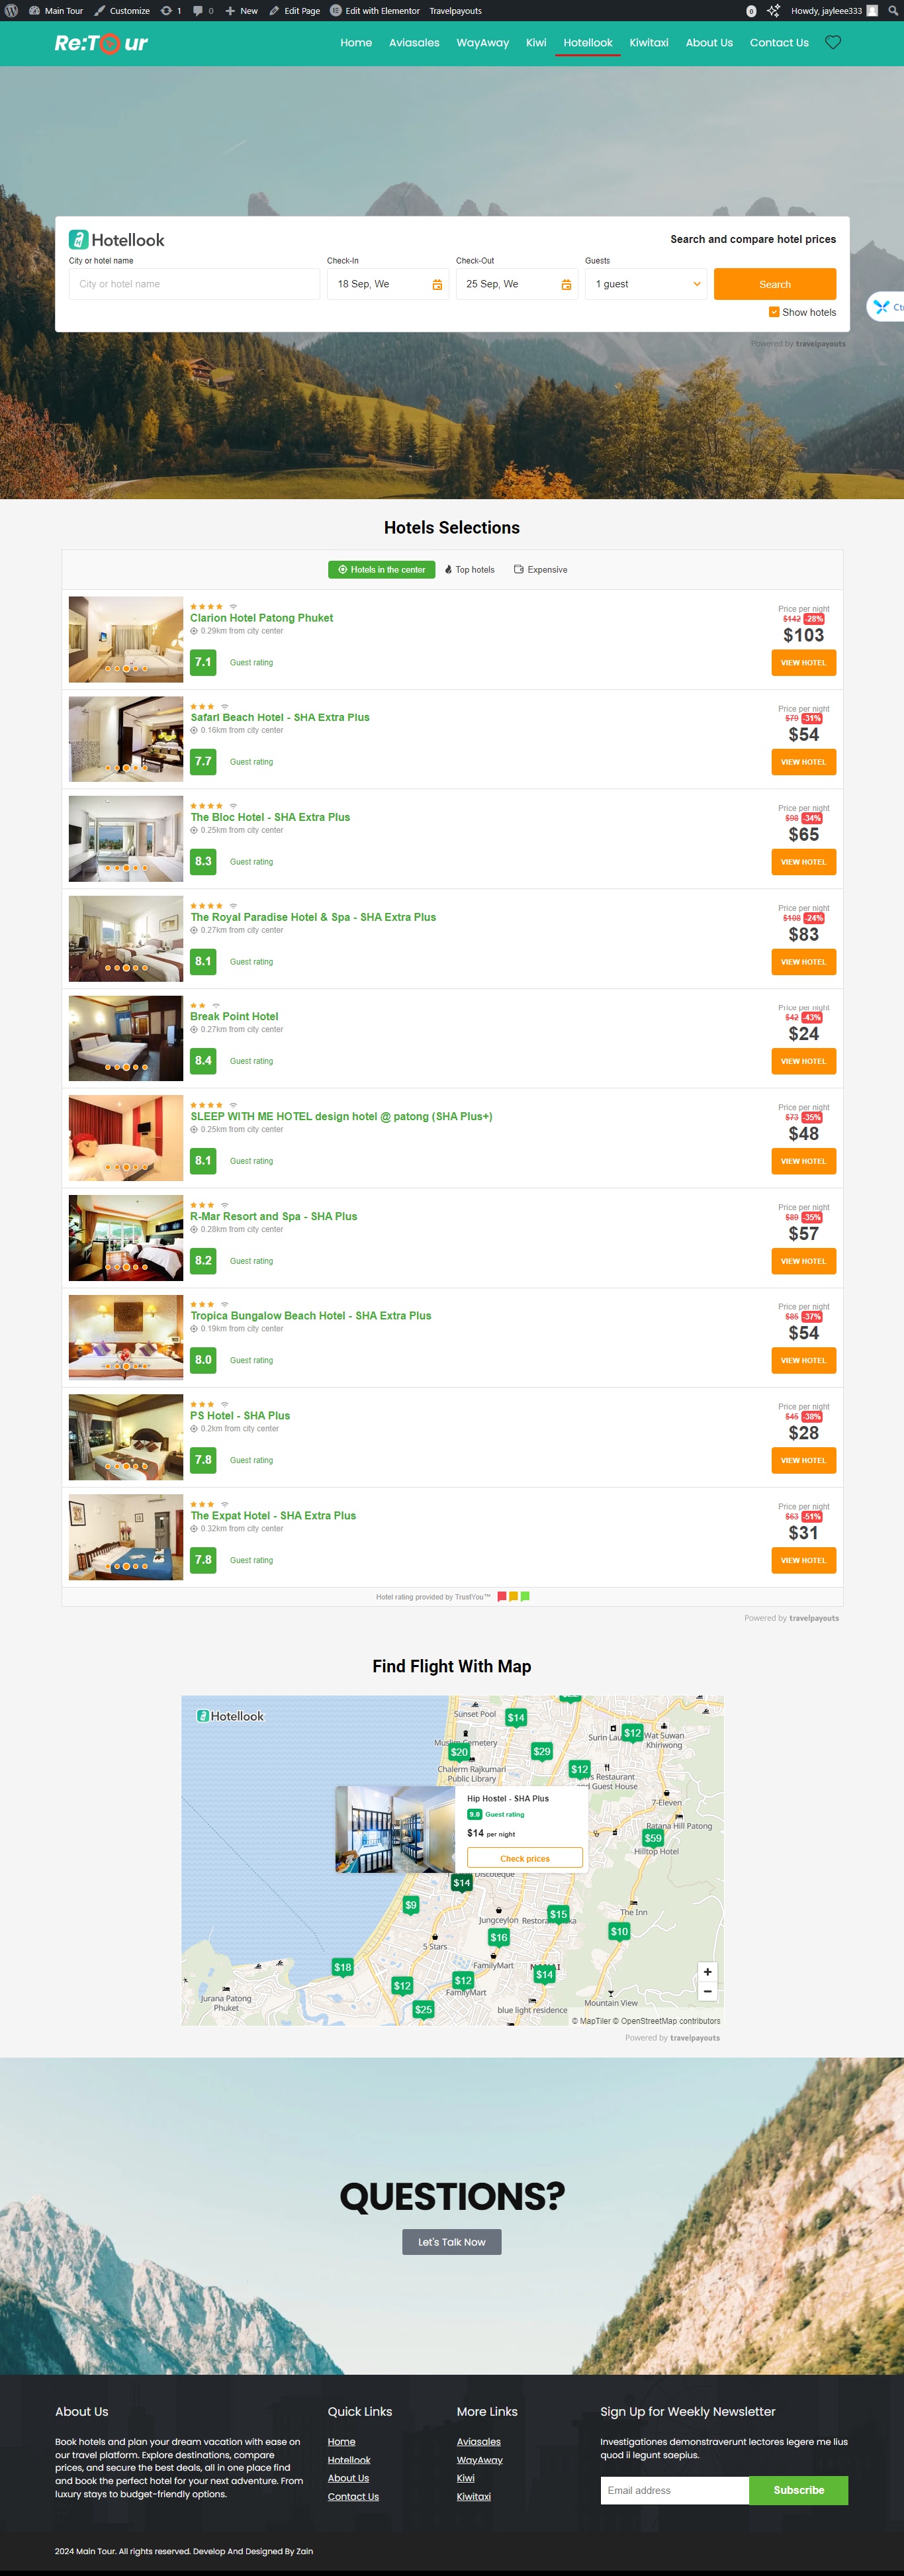 Main Tour Customize 1 0 New Edit Page Edit with Elementor Travelpayouts 0 Howdy, jayleee333
Re:Tour Home Aviasales WayAway Kiwi Hotellook Kiwitaxi About Us Contact Us
Hotellook Search and compare hotel prices
City or hotel name Check-In Check-Out Guests
City or hotel name 18 Sep, We 25 Sep, We 1 guest Search
Show hotels
Powered by travelpayouts
Hotels Selections
Hotels in the center Top hotels Expensive
Clarion Hotel Patong Phuket
0.29km from city center
7.1 Guest rating
Price per night
$142 -28%
$103
VIEW HOTEL
Safari Beach Hotel - SHA Extra Plus
0.16km from city center
7.7 Guest rating
Price per night
$79 -31%
$54
VIEW HOTEL
The Bloc Hotel - SHA Extra Plus
0.25km from city center
8.3 Guest rating
Price per night
$98 -34%
$65
VIEW HOTEL
The Royal Paradise Hotel & Spa - SHA Extra Plus
0.27km from city center
8.1 Guest rating
Price per night
$108 -24%
$83
VIEW HOTEL
Break Point Hotel
0.27km from city center
8.4 Guest rating
Price per night
$42 -43%
$24
VIEW HOTEL
SLEEP WITH ME HOTEL design hotel @ patong (SHA Plus+)
0.25km from city center
8.1 Guest rating
Price per night
$73 -35%
$48
VIEW HOTEL
R-Mar Resort and Spa - SHA Plus
0.28km from city center
8.2 Guest rating
Price per night
$89 -35%
$57
VIEW HOTEL
Tropica Bungalow Beach Hotel - SHA Extra Plus
0.19km from city center
8.0 Guest rating
Price per night
$85 -37%
$54
VIEW HOTEL
PS Hotel - SHA Plus
0.2km from city center
7.8 Guest rating
Price per night
$45 -38%
$28
VIEW HOTEL
The Expat Hotel - SHA Extra Plus
0.32km from city center
7.8 Guest rating
Price per night
$63 -51%
$31
VIEW HOTEL
Hotel rating provided by TrustYou™
Powered by travelpayouts
Find Flight With Map
Hotellook
Sunset Pool
$14
$12
Wat Suwan
Khiriwong
Cemetery
$20
$29
Chalerm Rajkumari
Public Library
$12
Restaurant
and Guest House
Hip Hostel - SHA Plus
9.8 Guest rating
$14 per night
Check prices
7-Eleven
Ratana Hill Patong
$59
Hilltop Hotel
Discoteque
$14
$9
Jungceylon
$15
The Inn
$10
$16
5 Stars
FamilyMart
$18
$12
$12
FamilyMart
$14
$25
blue light residence
Mountain View
Jurana Patong
Phuket
+
−
© MapTiler © OpenStreetMap contributors
Powered by travelpayouts
QUESTIONS?
Let's Talk Now
About Us Quick Links More Links Sign Up for Weekly Newsletter
Book hotels and plan your dream vacation with ease on
our travel platform. Explore destinations, compare
prices, and secure the best deals, all in one place find
and book the perfect hotel for your next adventure. From
luxury stays to budget-friendly options.
Home
Hotellook
About Us
Contact Us
Aviasales
WayAway
Kiwi
Kiwitaxi
Investigationes demonstraverunt lectores legere me lius
quod ii legunt saepius.
Email address Subscribe
2024 Main Tour. All rights reserved. Develop And Designed By Zain